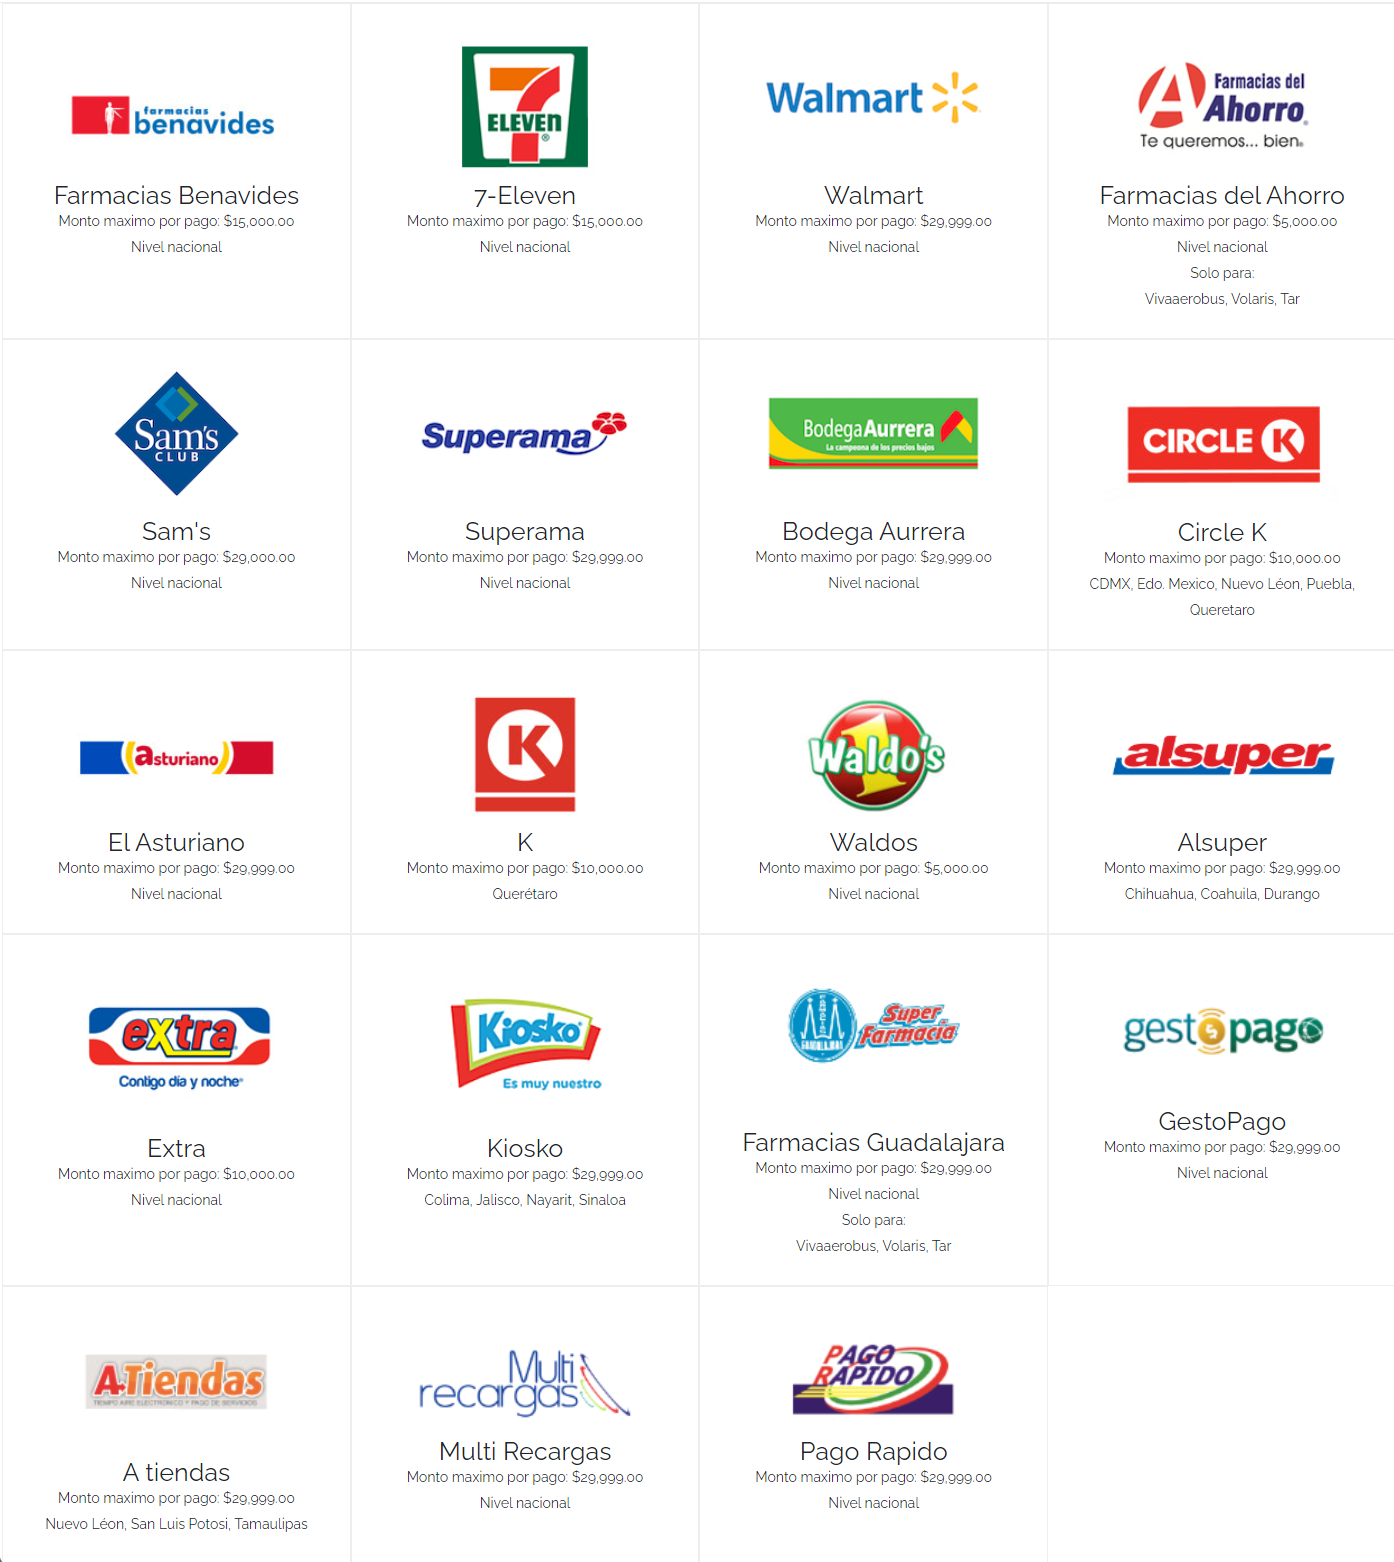 farmacias
benavides
Farmacias Benavides
Monto maximo por pago: $15,000.00
Nivel nacional
7
ELEVEN
7-Eleven
Monto maximo por pago: $15,000.00
Nivel nacional
Walmart
Walmart
Monto maximo por pago: $29,999.00
Nivel nacional
A
Farmacias del
Ahorro
Te queremos... bien.
Farmacias del Ahorro
Monto maximo por pago: $5,000.00
Nivel nacional
Solo para:
Vivaaerobus, Volaris, Tar
Sam's
CLUB
Sam's
Monto maximo por pago: $29,000.00
Nivel nacional
Superama
Superama
Monto maximo por pago: $29,999.00
Nivel nacional
Bodega Aurrera
La campeona de los precios bajos
Bodega Aurrera
Monto maximo por pago: $29,999.00
Nivel nacional
CIRCLE K
Circle K
Monto maximo por pago: $10,000.00
CDMX, Edo. Mexico, Nuevo Léon, Puebla,
Queretaro
asturiano
El Asturiano
Monto maximo por pago: $29,999.00
Nivel nacional
K
K
Monto maximo por pago: $10,000.00
Querétaro
Waldo's
1
Waldos
Monto maximo por pago: $5,000.00
Nivel nacional
alsuper
Alsuper
Monto maximo por pago: $29,999.00
Chihuahua, Coahuila, Durango
extra
Contigo día y noche
Extra
Monto maximo por pago: $10,000.00
Nivel nacional
Kiosko
Es muy nuestro
Kiosko
Monto maximo por pago: $29,999.00
Colima, Jalisco, Nayarit, Sinaloa
GUADALAJARA
Super
Farmacia
Farmacias Guadalajara
Monto maximo por pago: $29,999.00
Nivel nacional
Solo para:
Vivaaerobus, Volaris, Tar
gestopago
GestoPago
Monto maximo por pago: $29,999.00
Nivel nacional
A-Tiendas
TIEMPO AIRE ELECTRONICO Y PAGO DE SERVICIOS
A tiendas
Monto maximo por pago: $29,999.00
Nuevo Léon, San Luis Potosi, Tamaulipas
Multi
recargas
Multi Recargas
Monto maximo por pago: $29,999.00
Nivel nacional
PAGO
RAPIDO
Pago Rapido
Monto maximo por pago: $29,999.00
Nivel nacional